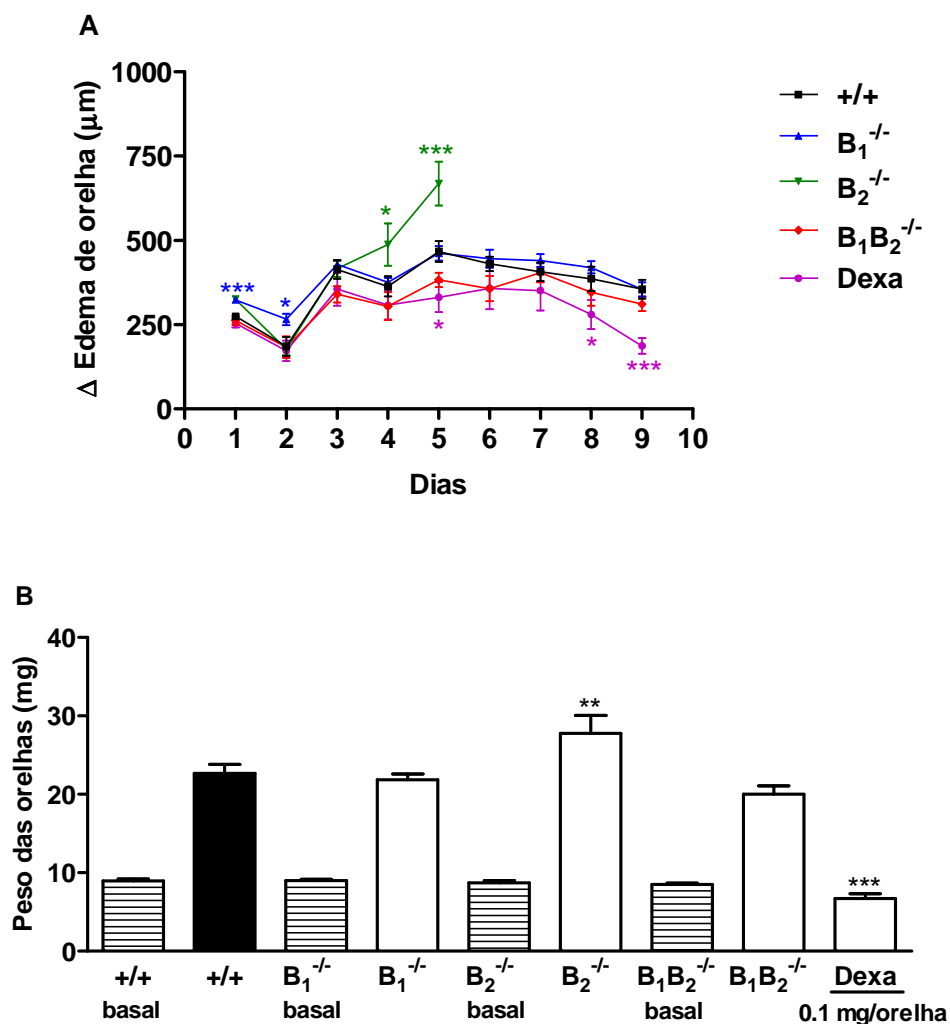 A
Δ Edema de orelha (μm)
1000
750
500
250
0
***
*
*
***
*
*
***
0 1 2 3 4 5 6 7 8 9 10
Dias
+/+
B₁⁻/⁻
B₂⁻/⁻
B₁B₂⁻/⁻
Dexa
B
Peso das orelhas (mg)
40
30
20
10
0
**
***
+/+ basal
+/+
B₁⁻/⁻ basal
B₁⁻/⁻
B₂⁻/⁻ basal
B₂⁻/⁻
B₁B₂⁻/⁻ basal
B₁B₂⁻/⁻
Dexa
0.1 mg/orelha